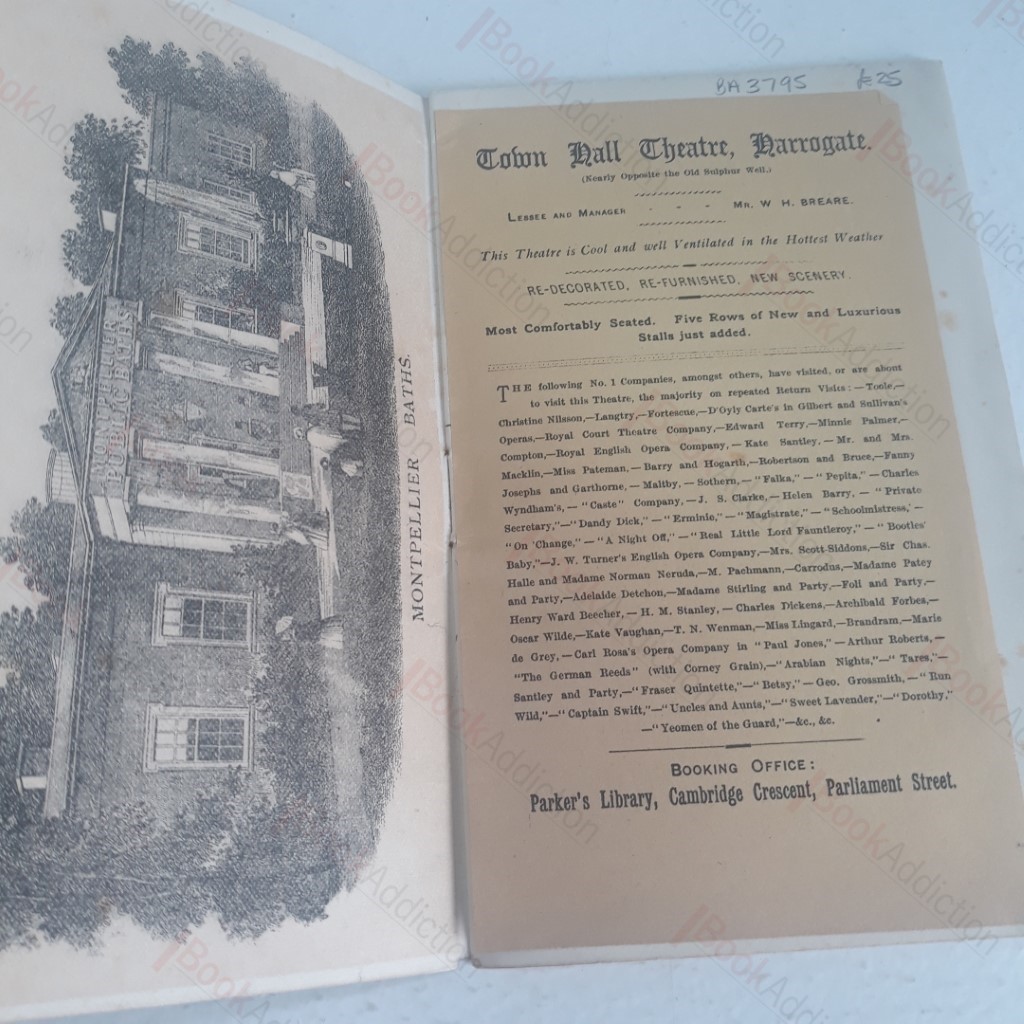 MONTPELLIER
PUBLIC BATHS
MONTPELLIER BATHS.
BA3795 £25
Town Hall Theatre, Harrogate.
(Nearly Opposite the Old Sulphur Well.)
LESSEE AND MANAGER - - - MR. W. H. BREARE.
This Theatre is Cool and well Ventilated in the Hottest Weather
RE-DECORATED, RE-FURNISHED, NEW SCENERY.
Most Comfortably Seated. Five Rows of New and Luxurious
Stalls just added.
THE following No. 1 Companies, amongst others, have visited, or are about
to visit this Theatre, the majority on repeated Return Visits:—Toole,—
Christine Nilsson,—Langtry,—Fortescue,—D'Oyly Carte's in Gilbert and Sullivan's
Operas,—Royal Court Theatre Company,—Edward Terry,—Minnie Palmer,—
Compton,—Royal English Opera Company,—Kate Santley,—Mr. and Mrs.
Macklin,—Miss Pateman,—Barry and Hogarth,—Robertson and Bruce,—Fanny
Josephs and Garthorne,—Maltby,—Sothern,—"Falka,"—"Pepita,"—Charles
Wyndham's,—"Caste" Company,—J. S. Clarke,—Helen Barry,—"Private
Secretary,"—"Dandy Dick,"—"Erminie,"—"Magistrate,"—"Schoolmistress,'—
"On 'Change,"—"A Night Off,"—"Real Little Lord Fauntleroy,"—"Bootles'
Baby,"—J. W. Turner's English Opera Company,—Mrs. Scott-Siddons,—Sir Chas.
Halle and Madame Norman Neruda,—M. Pachmann,—Carrodus,—Madame Patey
and Party,—Adelaide Detchon,—Madame Stirling and Party,—Foli and Party,—
Henry Ward Beecher,—H. M. Stanley,—Charles Dickens,—Archibald Forbes,—
Oscar Wilde,—Kate Vaughan,—T. N. Wenman,—Miss Lingard,—Brandram,—Marie
de Grey,—Carl Rosa's Opera Company in "Paul Jones,"—Arthur Roberts,—
"The German Reeds" (with Corney Grain),—"Arabian Nights,"—"Tares,"—
Santley and Party,—"Fraser Quintette,"—"Betsy,"—Geo. Grossmith,—"Run
Wild,"—"Captain Swift,"—"Uncles and Aunts,"—"Sweet Lavender,"—"Dorothy,"
—"Yeomen of the Guard,"—&c., &c.
BOOKING OFFICE:
Parker's Library, Cambridge Crescent, Parliament Street.
BookAddiction